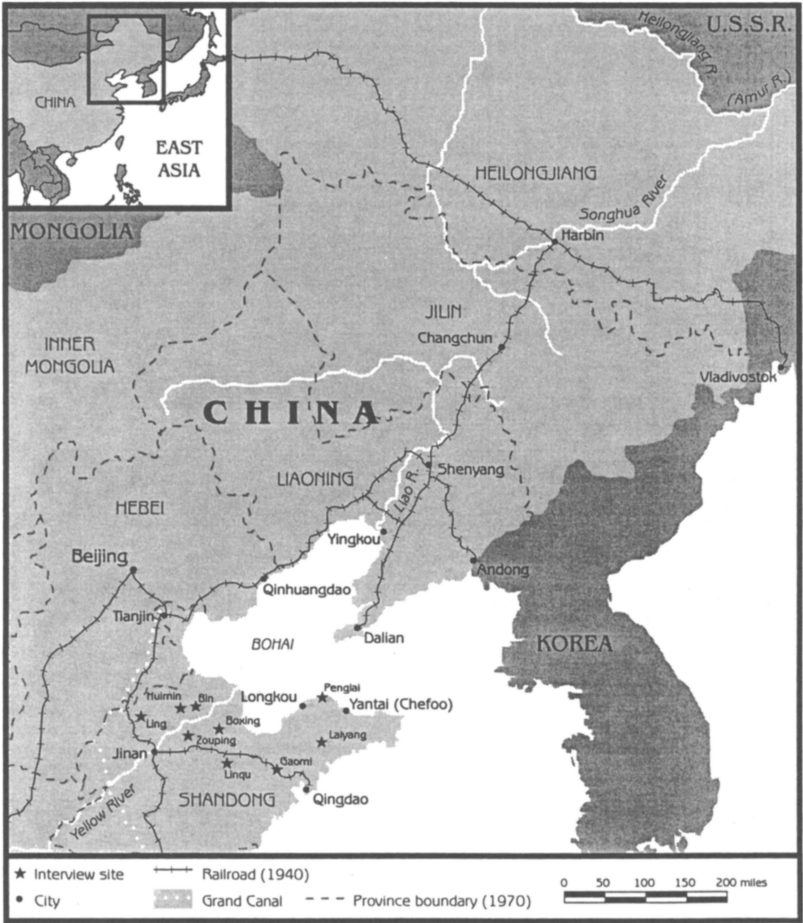 U.S.S.R.
Heilongjiang R.
(Amur R.)
CHINA
EAST
ASIA
HEILONGJIANG
Songhua River
Harbin
MONGOLIA
JILIN
Changchun
INNER
MONGOLIA
Vladivostok
CHINA
Shenyang
LIAONING
Liao R.
HEBEI
Yingkou
Beijing
Andong
Qinhuangdao
Tianjin
Dalian
BOHAI
KOREA
Penglai
Huimin
Bin
Longkou
Yantai (Chefoo)
Ling
Boxing
Zouping
Laiyang
Jinan
Linqu
Gaomi
SHANDONG
Qingdao
Yellow River
★ Interview site
Railroad (1940)
• City
Grand Canal
Province boundary (1970)
0 50 100 150 200 miles